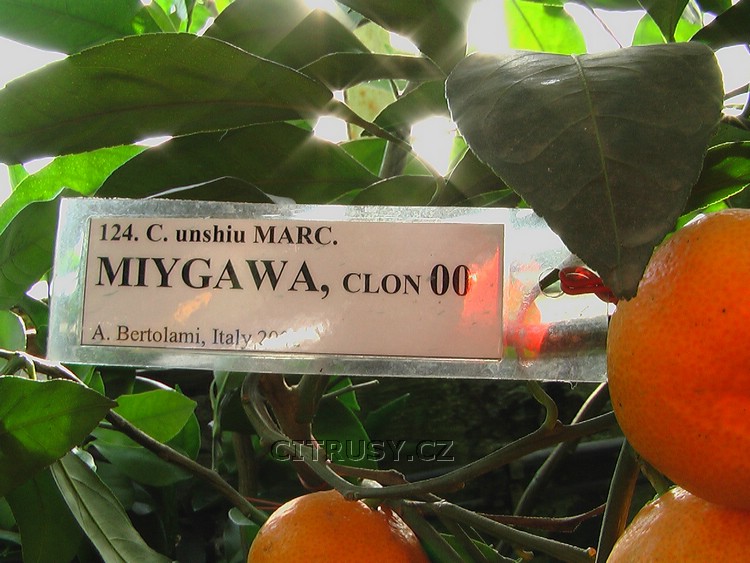 124. C. unshiu MARC.
MIYGAWA, CLON 00
A. Bertolami, Italy
CITRUSY.CZ